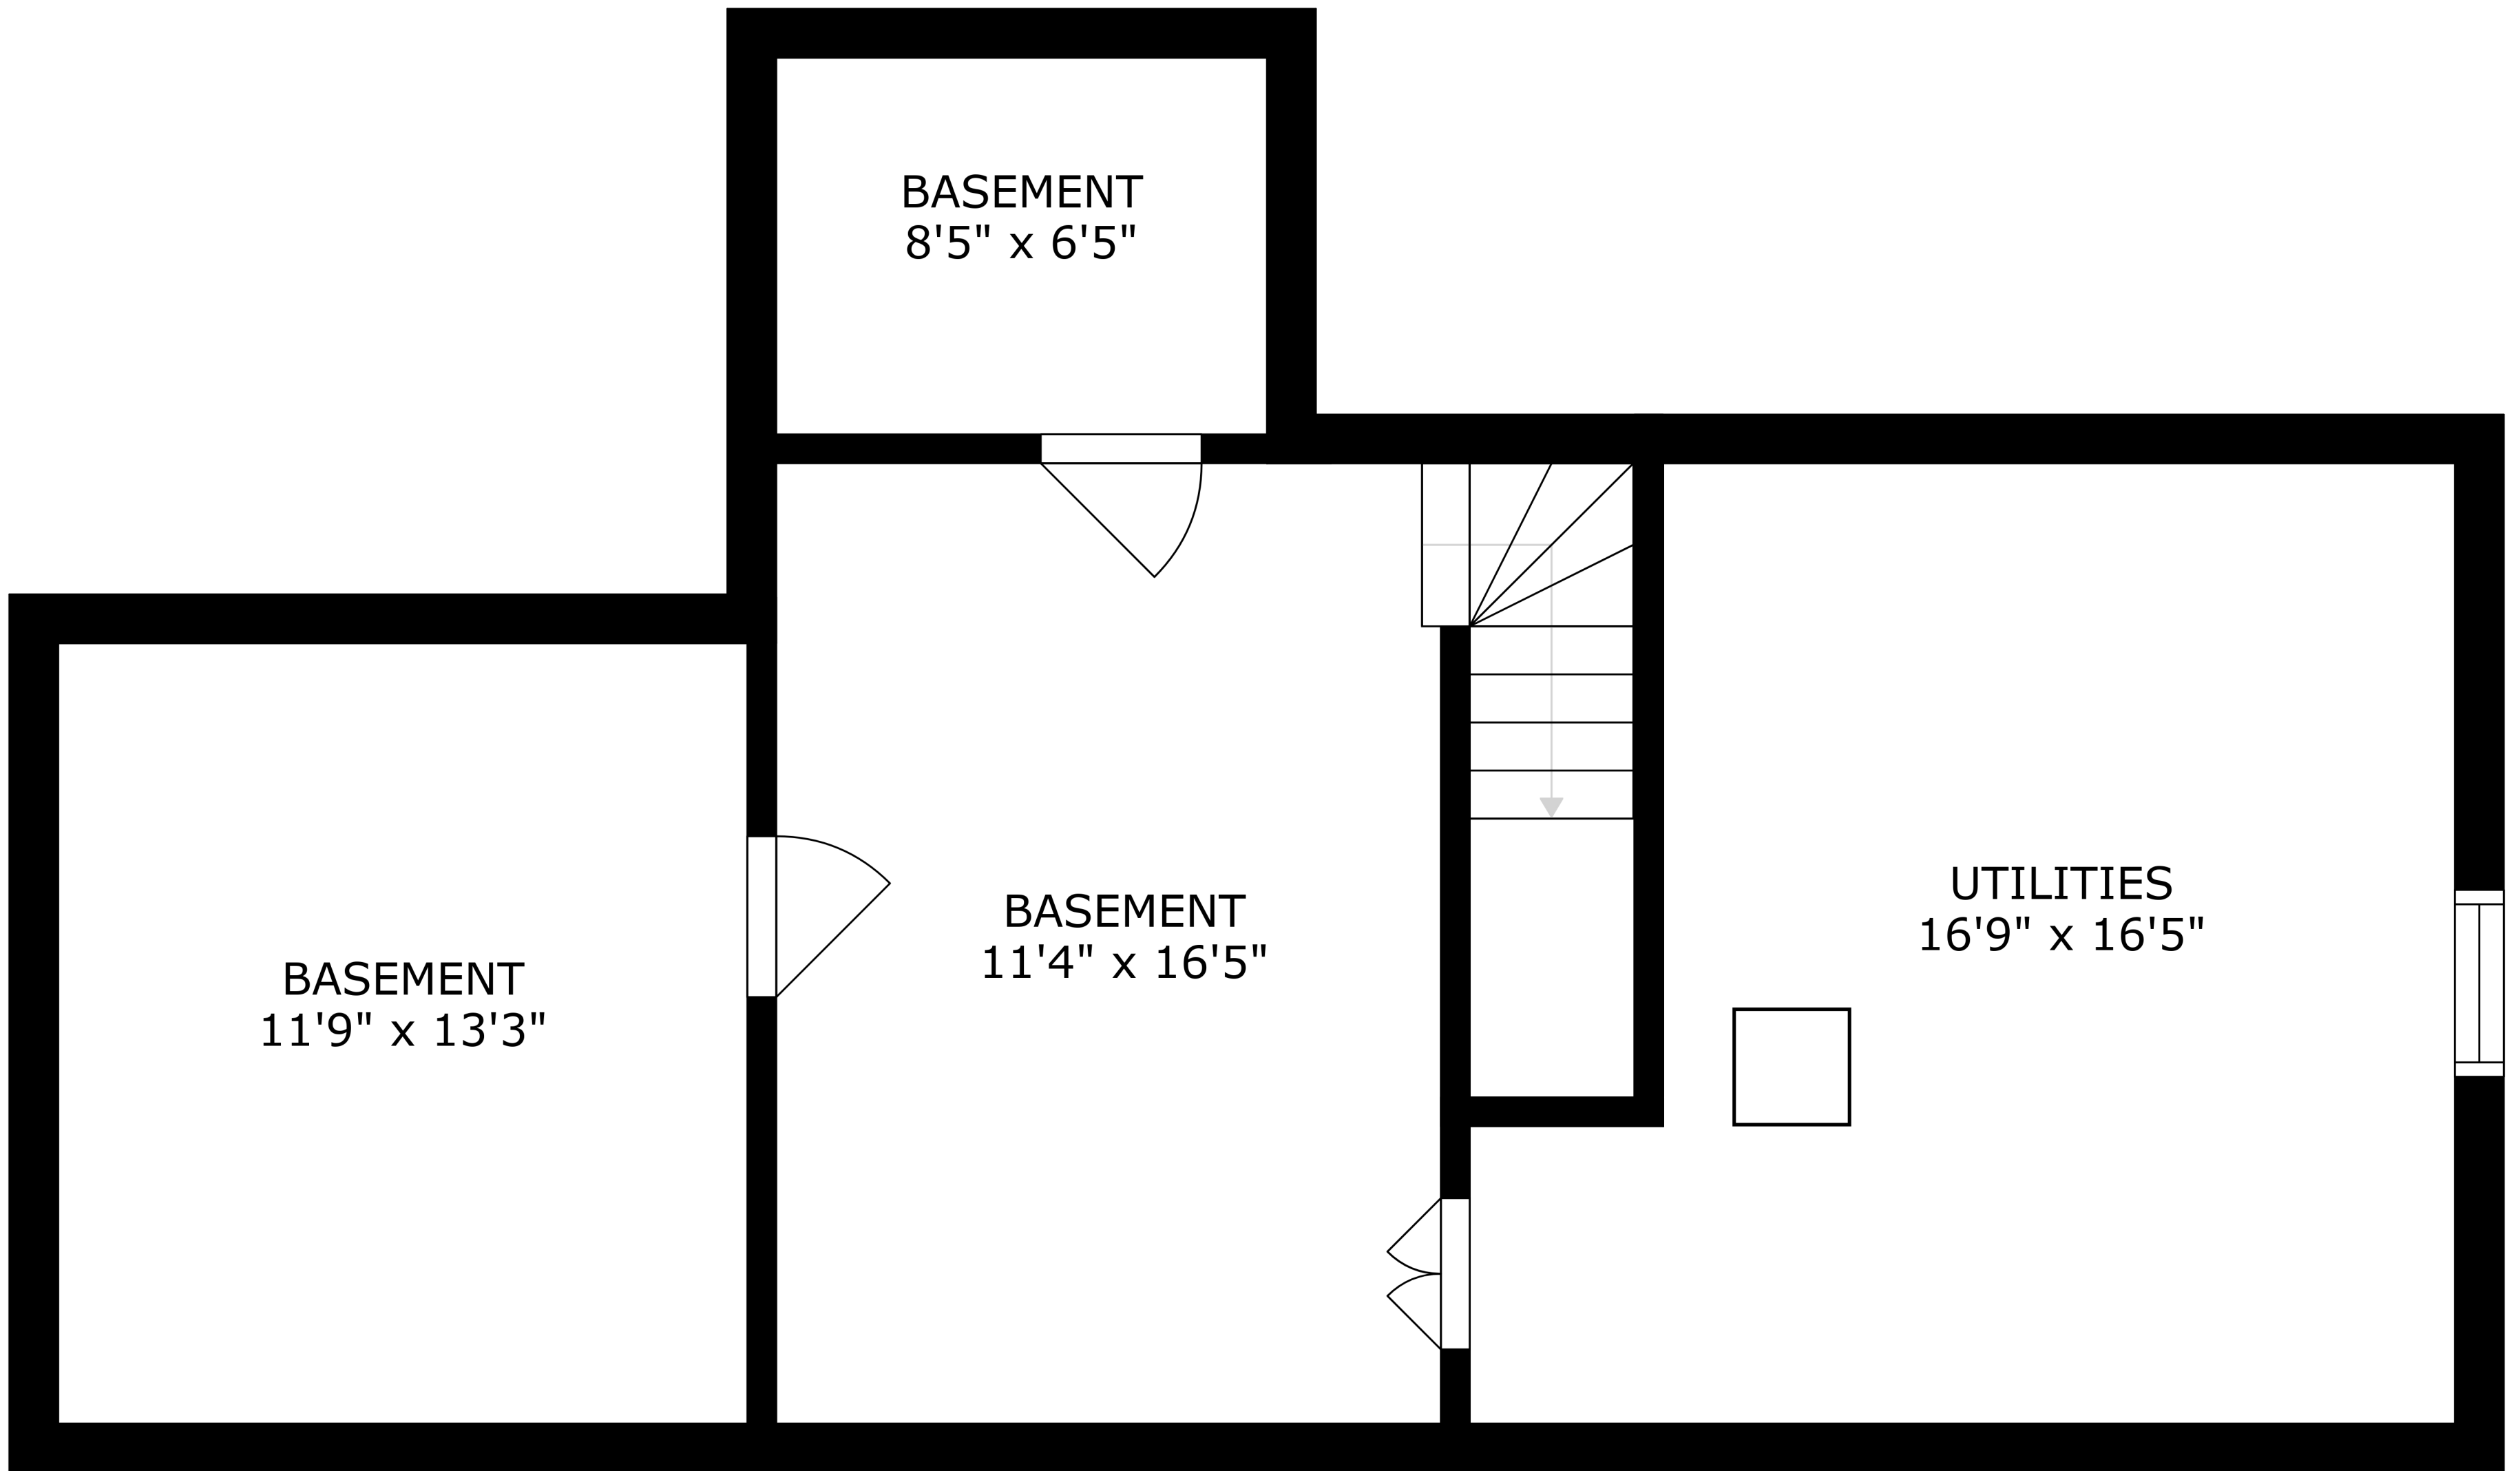 BASEMENT
8'5" x 6'5"
UTILITIES
16'9" x 16'5"
BASEMENT
11'4" x 16'5"
BASEMENT
11'9" x 13'3"